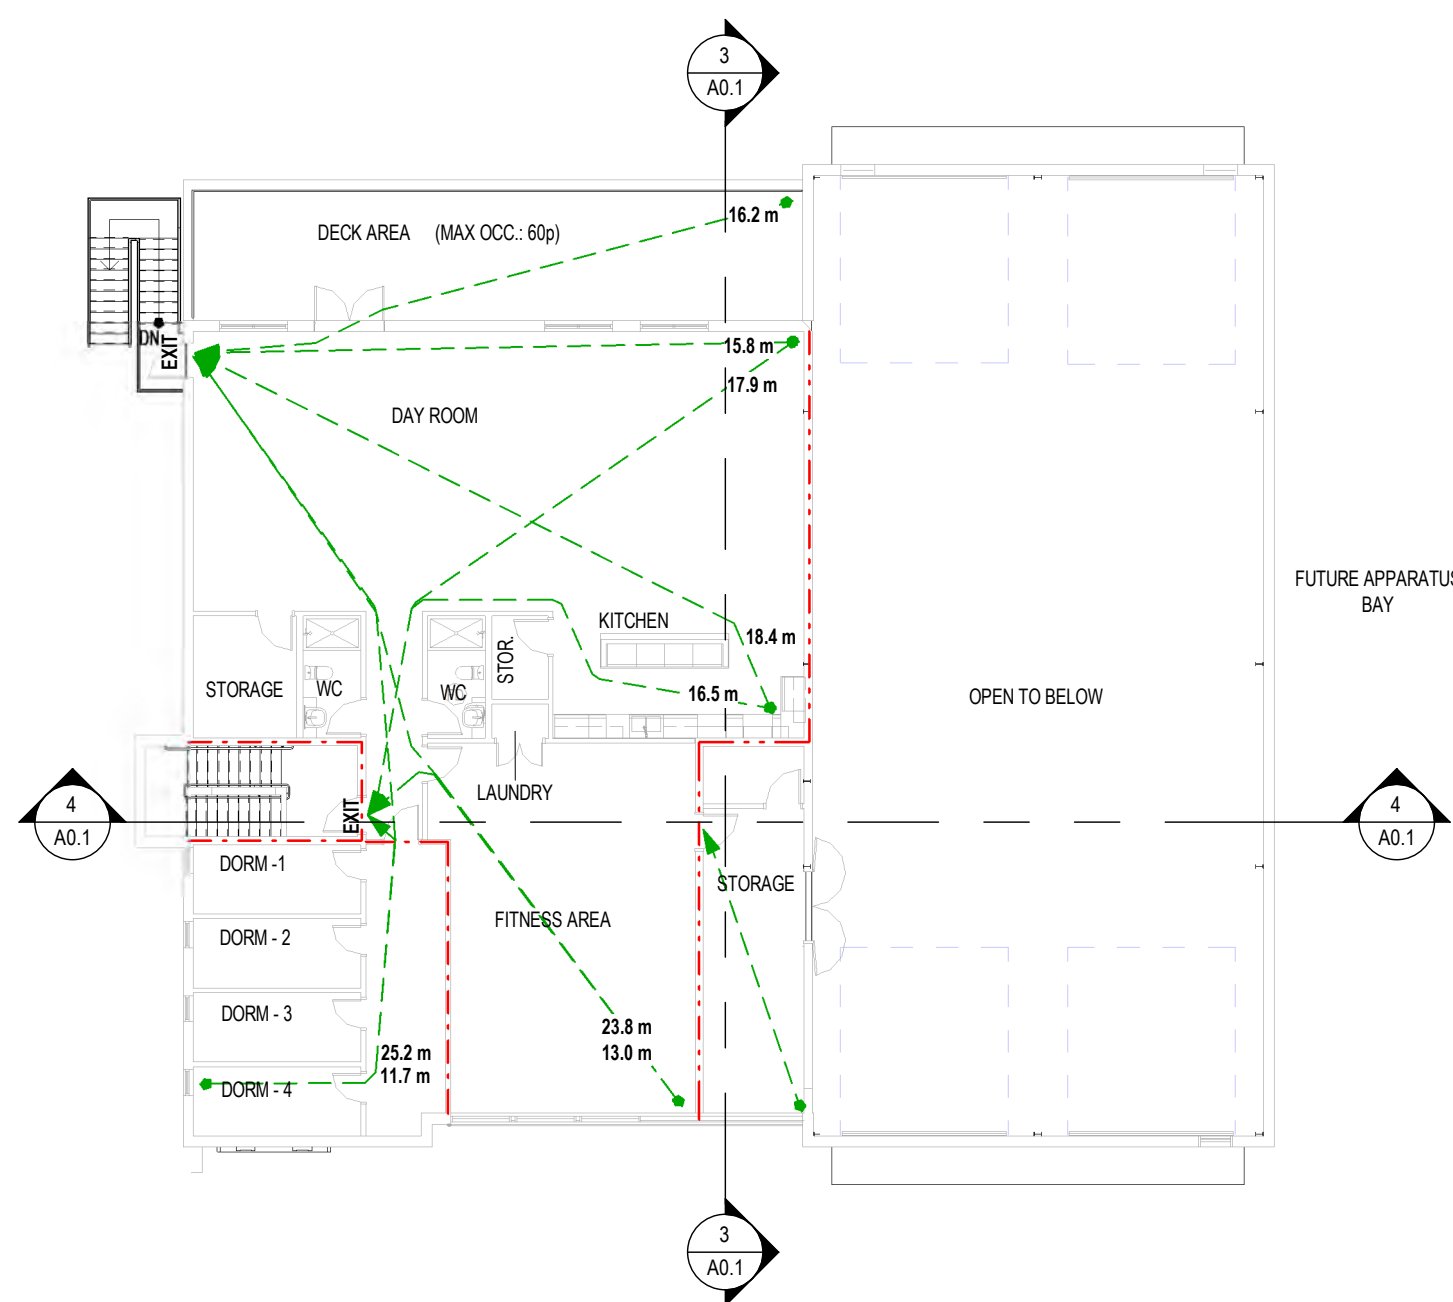 3
A0.1
16.2 m
DECK AREA (MAX OCC.: 60p)
DN
EXIT
15.8 m
17.9 m
DAY ROOM
FUTURE APPARATUS
BAY
KITCHEN
18.4 m
STORAGE
WC
WC
STOR.
16.5 m
OPEN TO BELOW
LAUNDRY
4
A0.1
EXIT
4
A0.1
DORM -1
STORAGE
FITNESS AREA
DORM - 2
DORM - 3
23.8 m
13.0 m
25.2 m
11.7 m
DORM - 4
3
A0.1